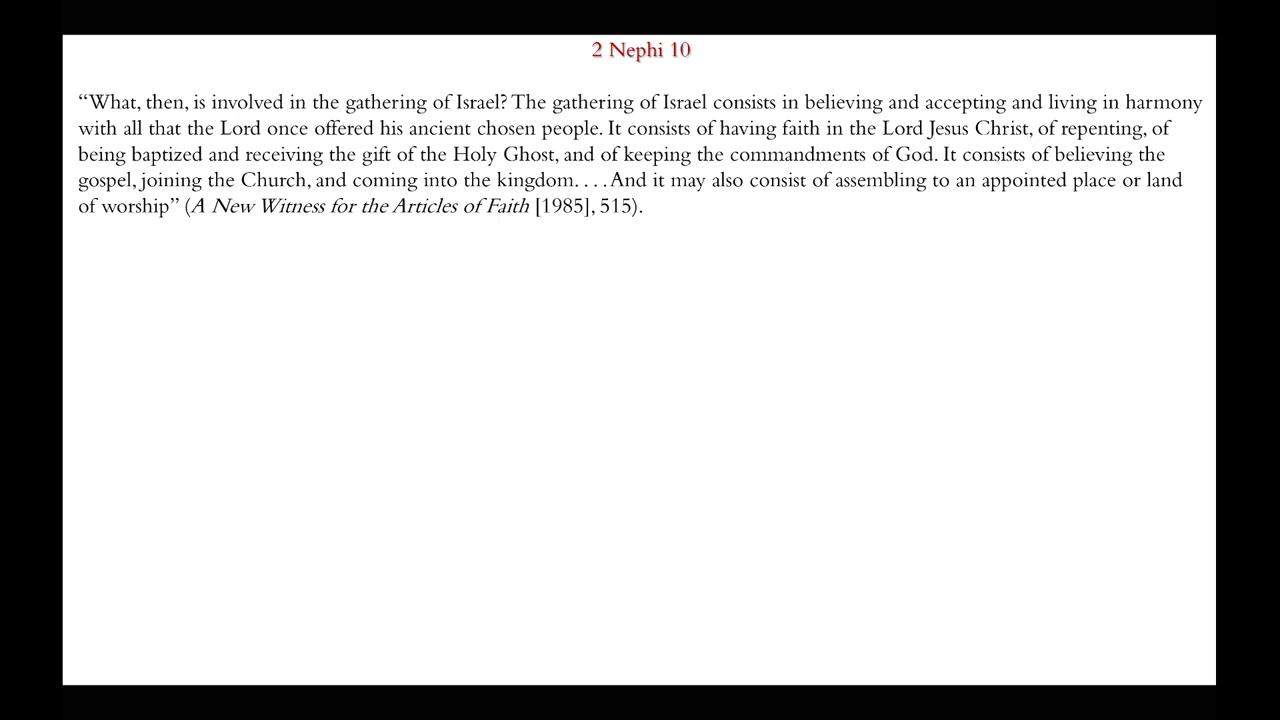 2 Nephi 10
“What, then, is involved in the gathering of Israel? The gathering of Israel consists in believing and accepting and living in harmony
with all that the Lord once offered his ancient chosen people. It consists of having faith in the Lord Jesus Christ, of repenting, of
being baptized and receiving the gift of the Holy Ghost, and of keeping the commandments of God. It consists of believing the
gospel, joining the Church, and coming into the kingdom. . . . And it may also consist of assembling to an appointed place or land
of worship” (A New Witness for the Articles of Faith [1985], 515).